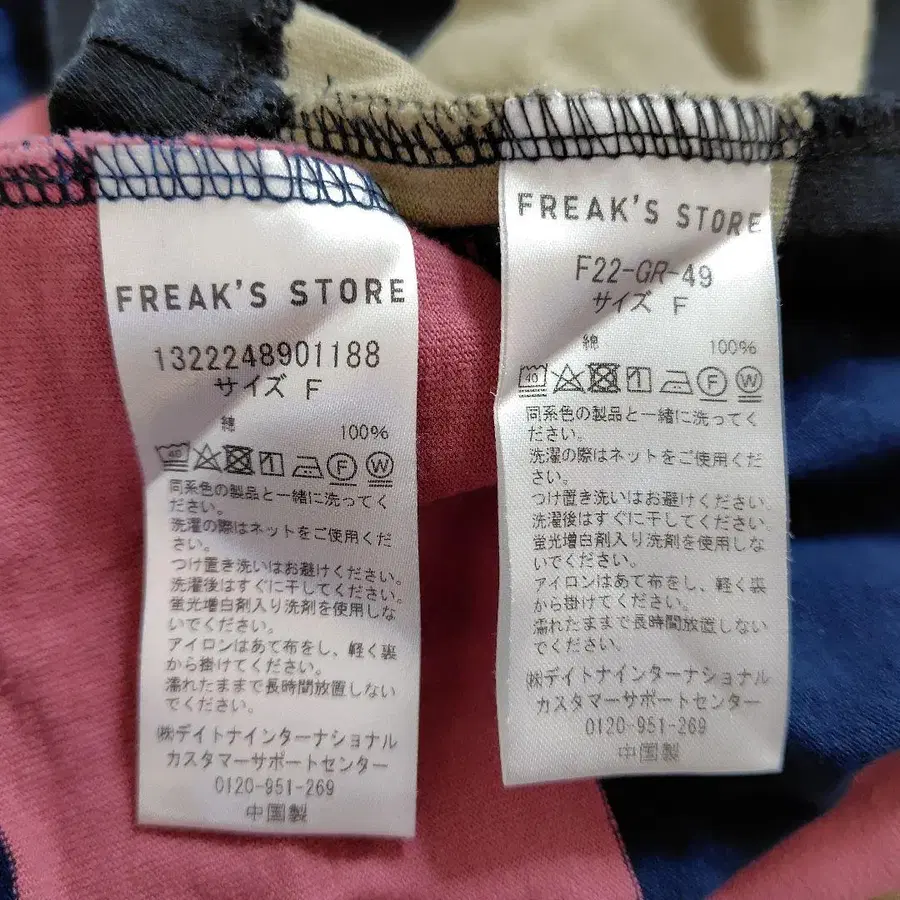 FREAK'S STORE
1322248901188
サイズ F
綿 100%
40 1 F W
同系色の製品と一緒に洗ってく
ださい。
洗濯の際はネットをご使用くだ
さい。
つけ置き洗いはお避けください。
洗濯後はすぐに干してください。
蛍光増白剤入り洗剤を使用しな
いでください。
アイロンはあて布をし、軽く裏
から掛けてください。
濡れたままで長時間放置しない
でください。
㈱デイトナインターナショナル
カスタマーサポートセンター
0120-951-269
中国製
FREAK'S STORE
F22-GR-49
サイズ F
綿 100%
40 1 F W
同系色の製品と一緒に洗ってく
ださい。
洗濯の際はネットをご使用くだ
さい。
つけ置き洗いはお避けください。
洗濯後はすぐに干してください。
蛍光増白剤入り洗剤を使用しな
いでください。
アイロンはあて布をし、軽く裏
から掛けてください。
濡れたままで長時間放置しない
でください。
㈱デイトナインターナショナル
カスタマーサポートセンター
0120-951-269
中国製